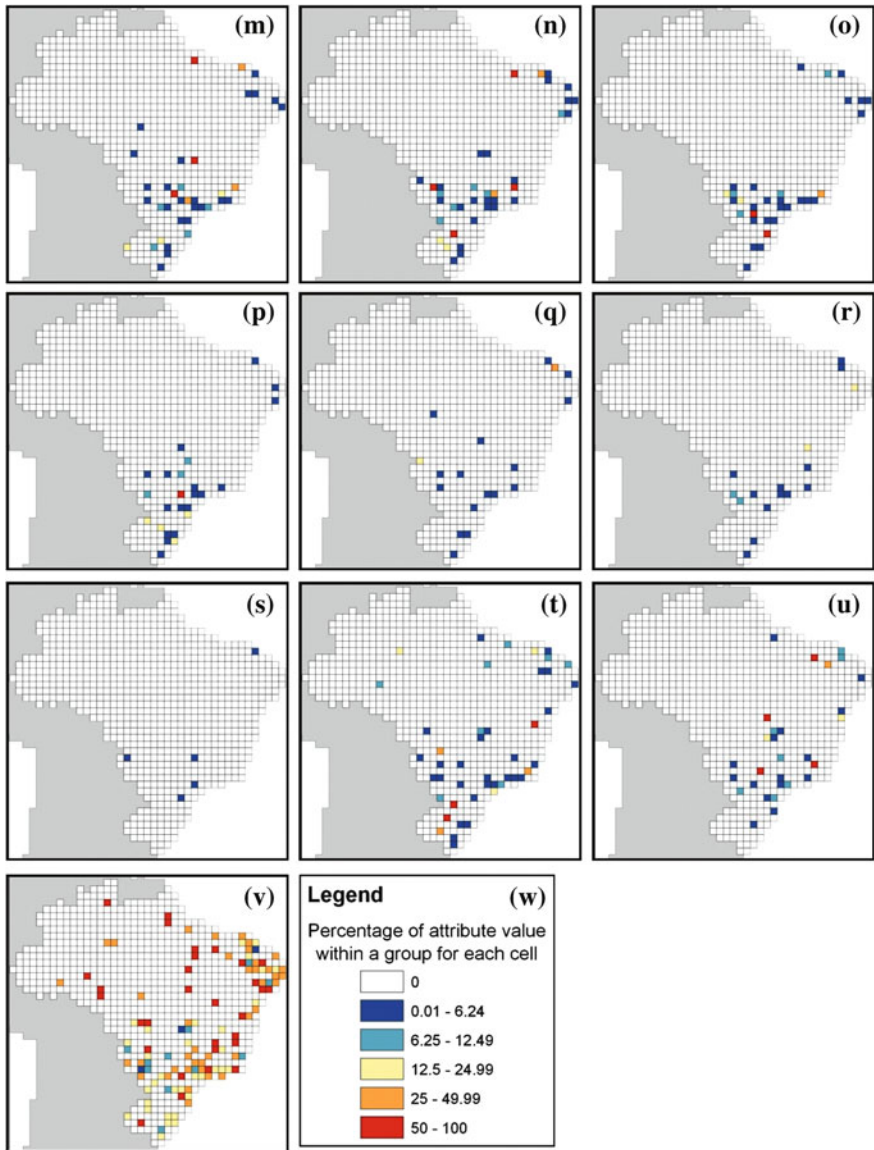 (m)
(n)
(o)
(p)
(q)
(r)
(s)
(t)
(u)
(v)
(w)
Legend
Percentage of attribute value
within a group for each cell
0
0.01 - 6.24
6.25 - 12.49
12.5 - 24.99
25 - 49.99
50 - 100